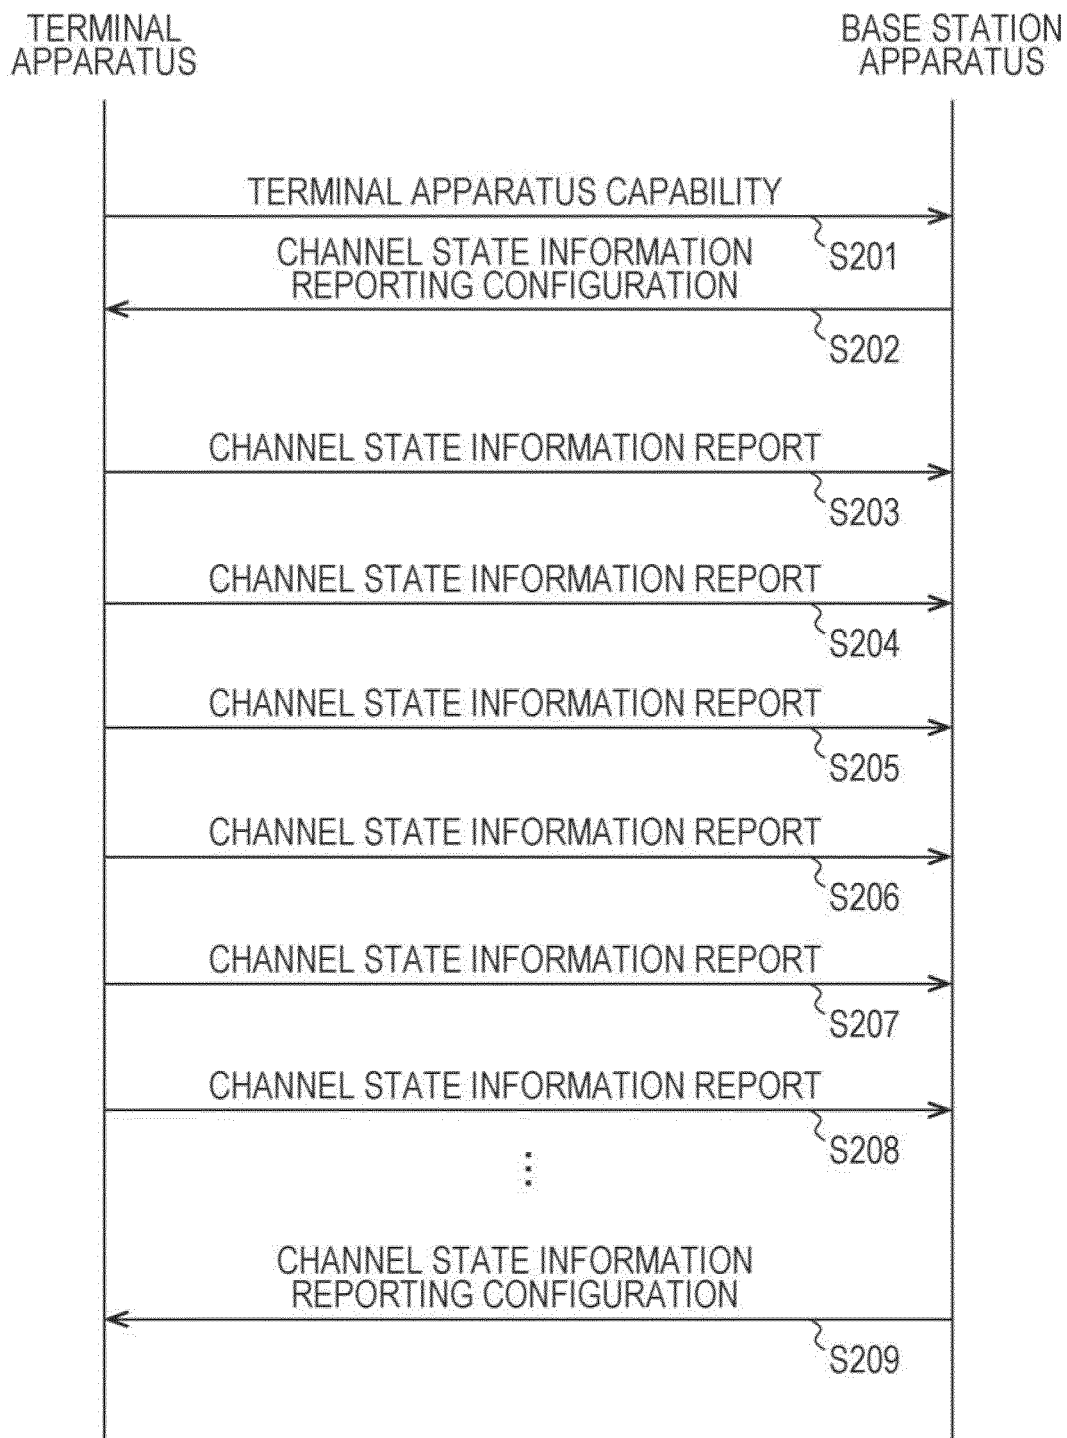 TERMINAL
APPARATUS
BASE STATION
APPARATUS
TERMINAL APPARATUS CAPABILITY
S201
CHANNEL STATE INFORMATION
REPORTING CONFIGURATION
S202
CHANNEL STATE INFORMATION REPORT
S203
CHANNEL STATE INFORMATION REPORT
S204
CHANNEL STATE INFORMATION REPORT
S205
CHANNEL STATE INFORMATION REPORT
S206
CHANNEL STATE INFORMATION REPORT
S207
CHANNEL STATE INFORMATION REPORT
S208
⋮
CHANNEL STATE INFORMATION
REPORTING CONFIGURATION
S209